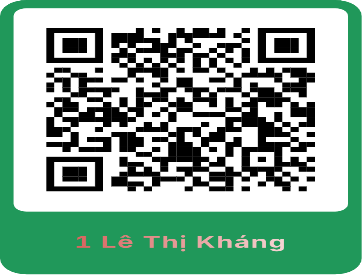 1 Lê Thị Kháng